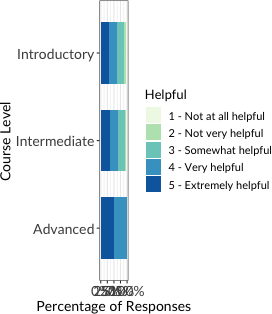 Helpful
Introductory
1 - Not at all helpful
2 - Not very helpful
Intermediate
3 - Somewhat helpful
4 - Very helpful
5 - Extremely helpful
Advanced
Course Level
Percentage of Responses